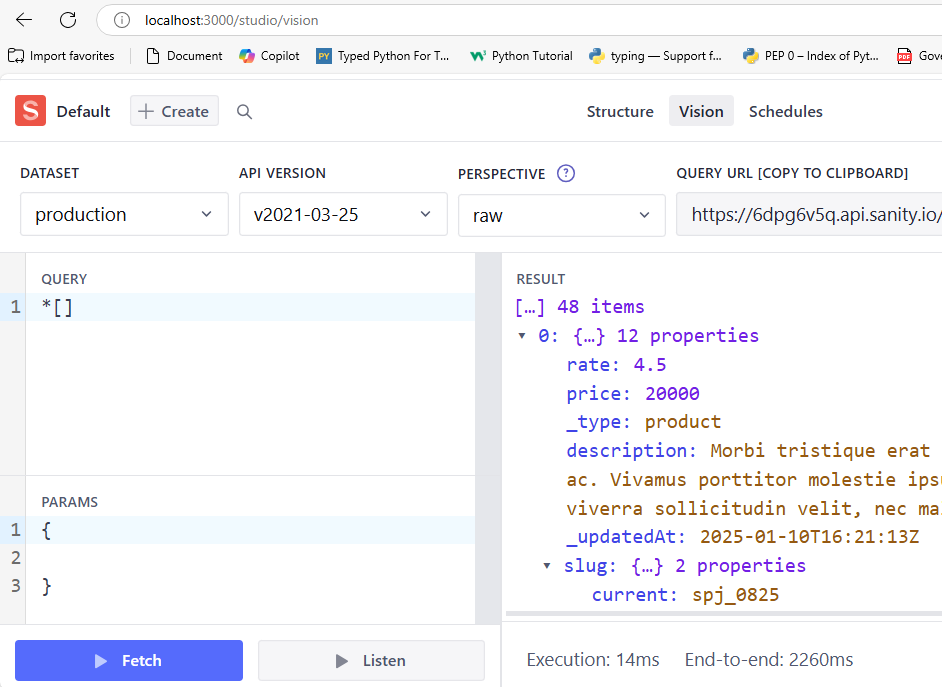 localhost:3000/studio/vision
Import favorites Document Copilot PY Typed Python For T... W3 Python Tutorial typing — Support f... PEP 0 – Index of Pyt... PDF Gove
S Default + Create Structure Vision Schedules
DATASET API VERSION PERSPECTIVE ? QUERY URL [COPY TO CLIPBOARD]
production v2021-03-25 raw https://6dpg6v5q.api.sanity.io/
QUERY
1 *[]
PARAMS
1 {
2
3 }
Fetch Listen
RESULT
[…] 48 items
0: {…} 12 properties
rate: 4.5
price: 20000
_type: product
description: Morbi tristique erat
ac. Vivamus porttitor molestie ipsu
viverra sollicitudin velit, nec ma
_updatedAt: 2025-01-10T16:21:13Z
slug: {…} 2 properties
current: spj_0825
Execution: 14ms End-to-end: 2260ms